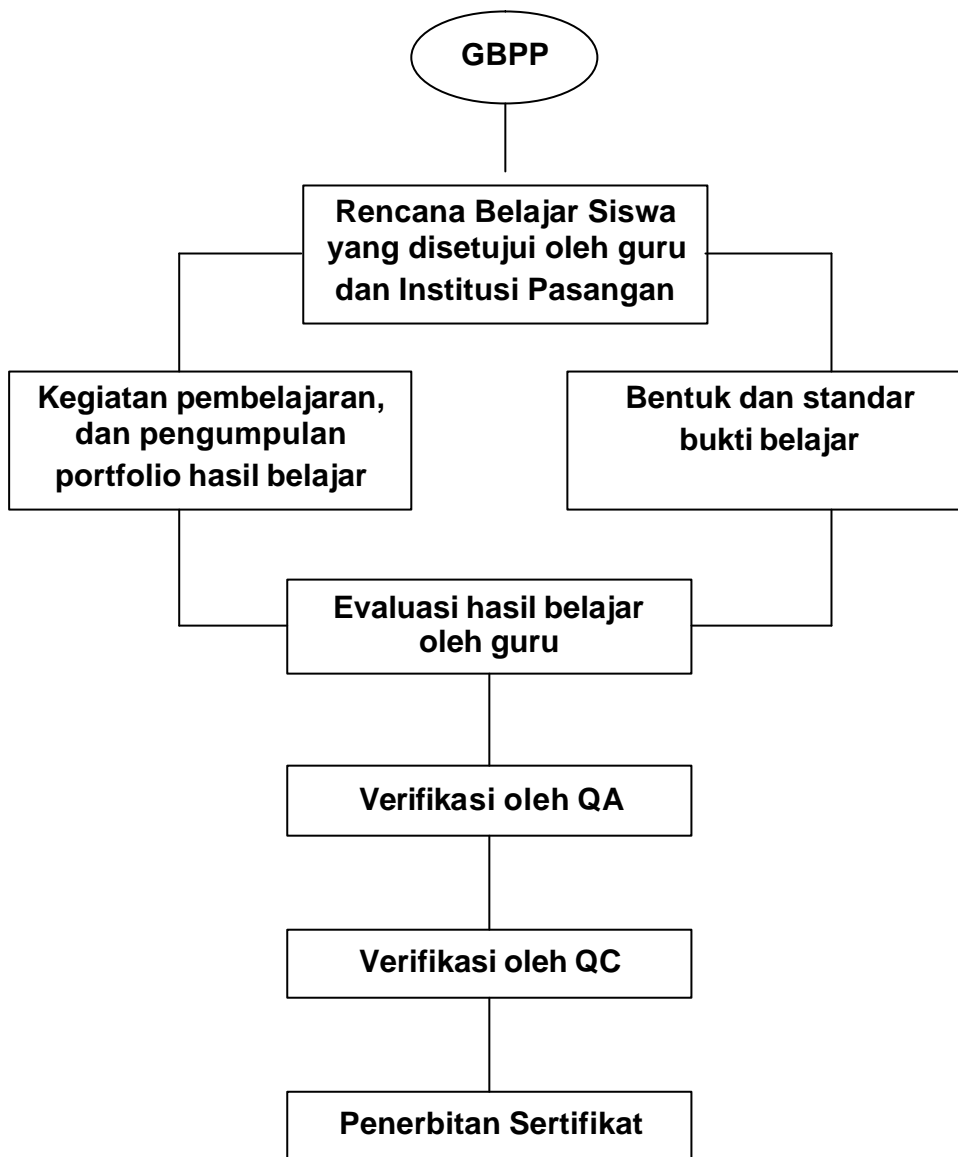 GBPP
Rencana Belajar Siswa
yang disetujui oleh guru
dan Institusi Pasangan
Kegiatan pembelajaran,
dan pengumpulan
portfolio hasil belajar
Bentuk dan standar
bukti belajar
Evaluasi hasil belajar
oleh guru
Verifikasi oleh QA
Verifikasi oleh QC
Penerbitan Sertifikat